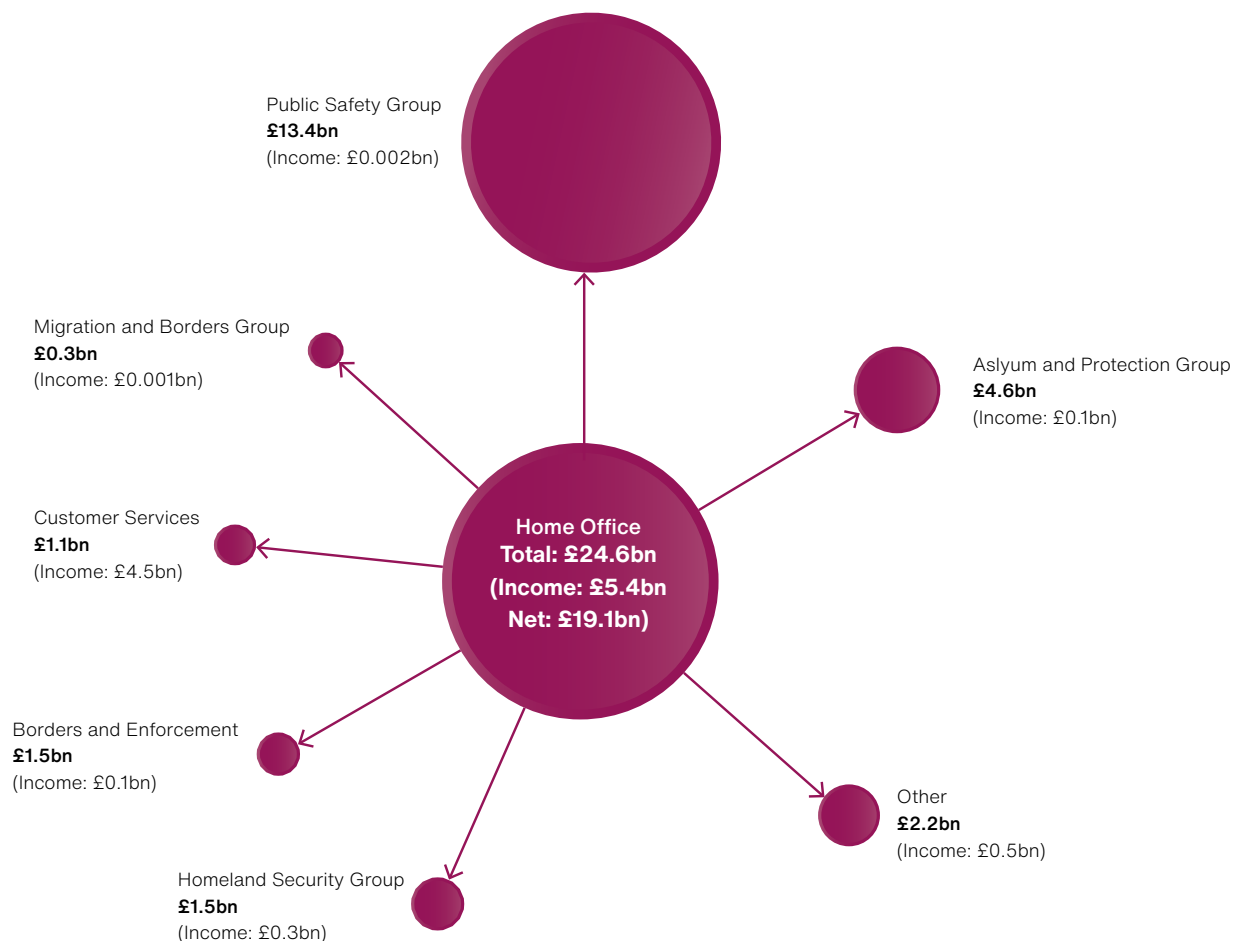 Public Safety Group
£13.4bn
(Income: £0.002bn)
Migration and Borders Group
£0.3bn
(Income: £0.001bn)
Aslyum and Protection Group
£4.6bn
(Income: £0.1bn)
Customer Services
£1.1bn
(Income: £4.5bn)
Home Office
Total: £24.6bn
(Income: £5.4bn
Net: £19.1bn)
Borders and Enforcement
£1.5bn
(Income: £0.1bn)
Other
£2.2bn
(Income: £0.5bn)
Homeland Security Group
£1.5bn
(Income: £0.3bn)